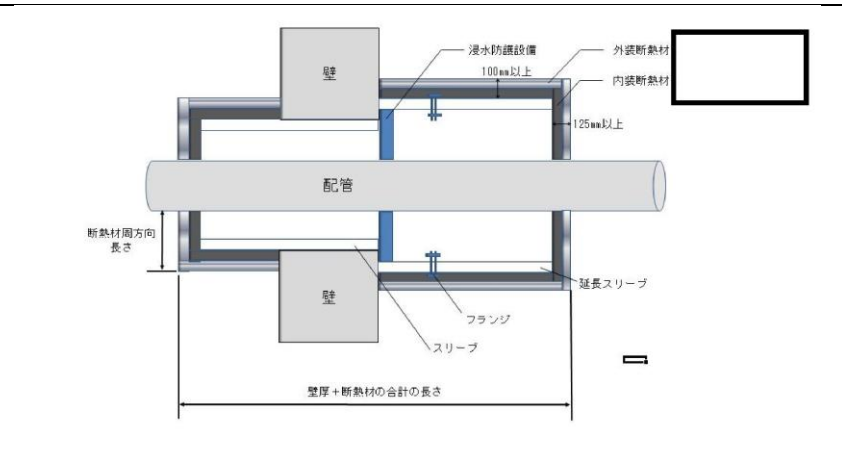 壁
浸水防護設備
外装断熱材
100mm以上
内装断熱材
125mm以上
配管
断熱材周方向
長さ
壁
延長スリーブ
フランジ
スリーブ
壁厚+断熱材の合計の長さ